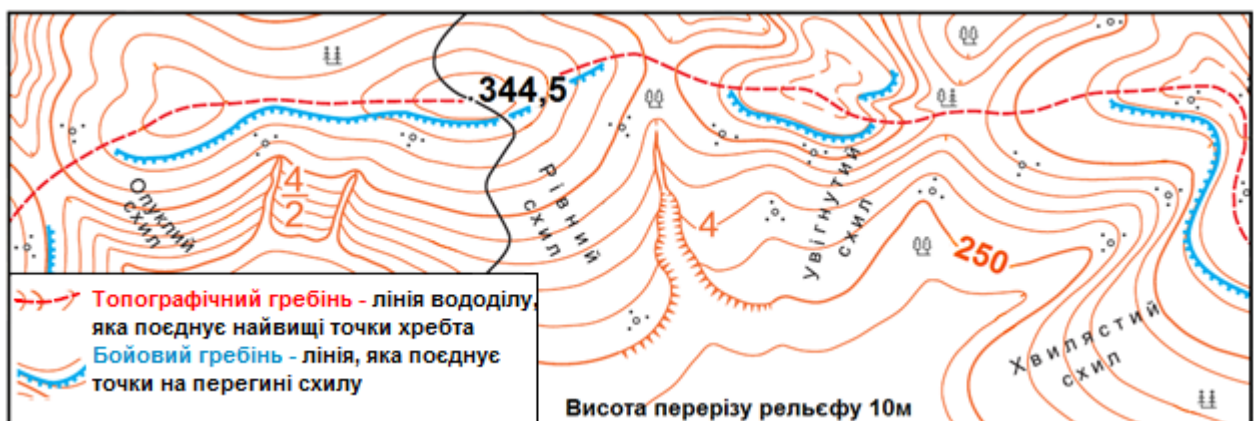 344,5
Опуклий
схил
4
2
Рівний
схил
4
Увігнутий
схил
250
Хвилястий
схил
Топографічний гребінь - лінія вододілу,
яка поєднує найвищі точки хребта
Бойовий гребінь - лінія, яка поєднує
точки на перегині схилу
Висота перерізу рельєфу 10м